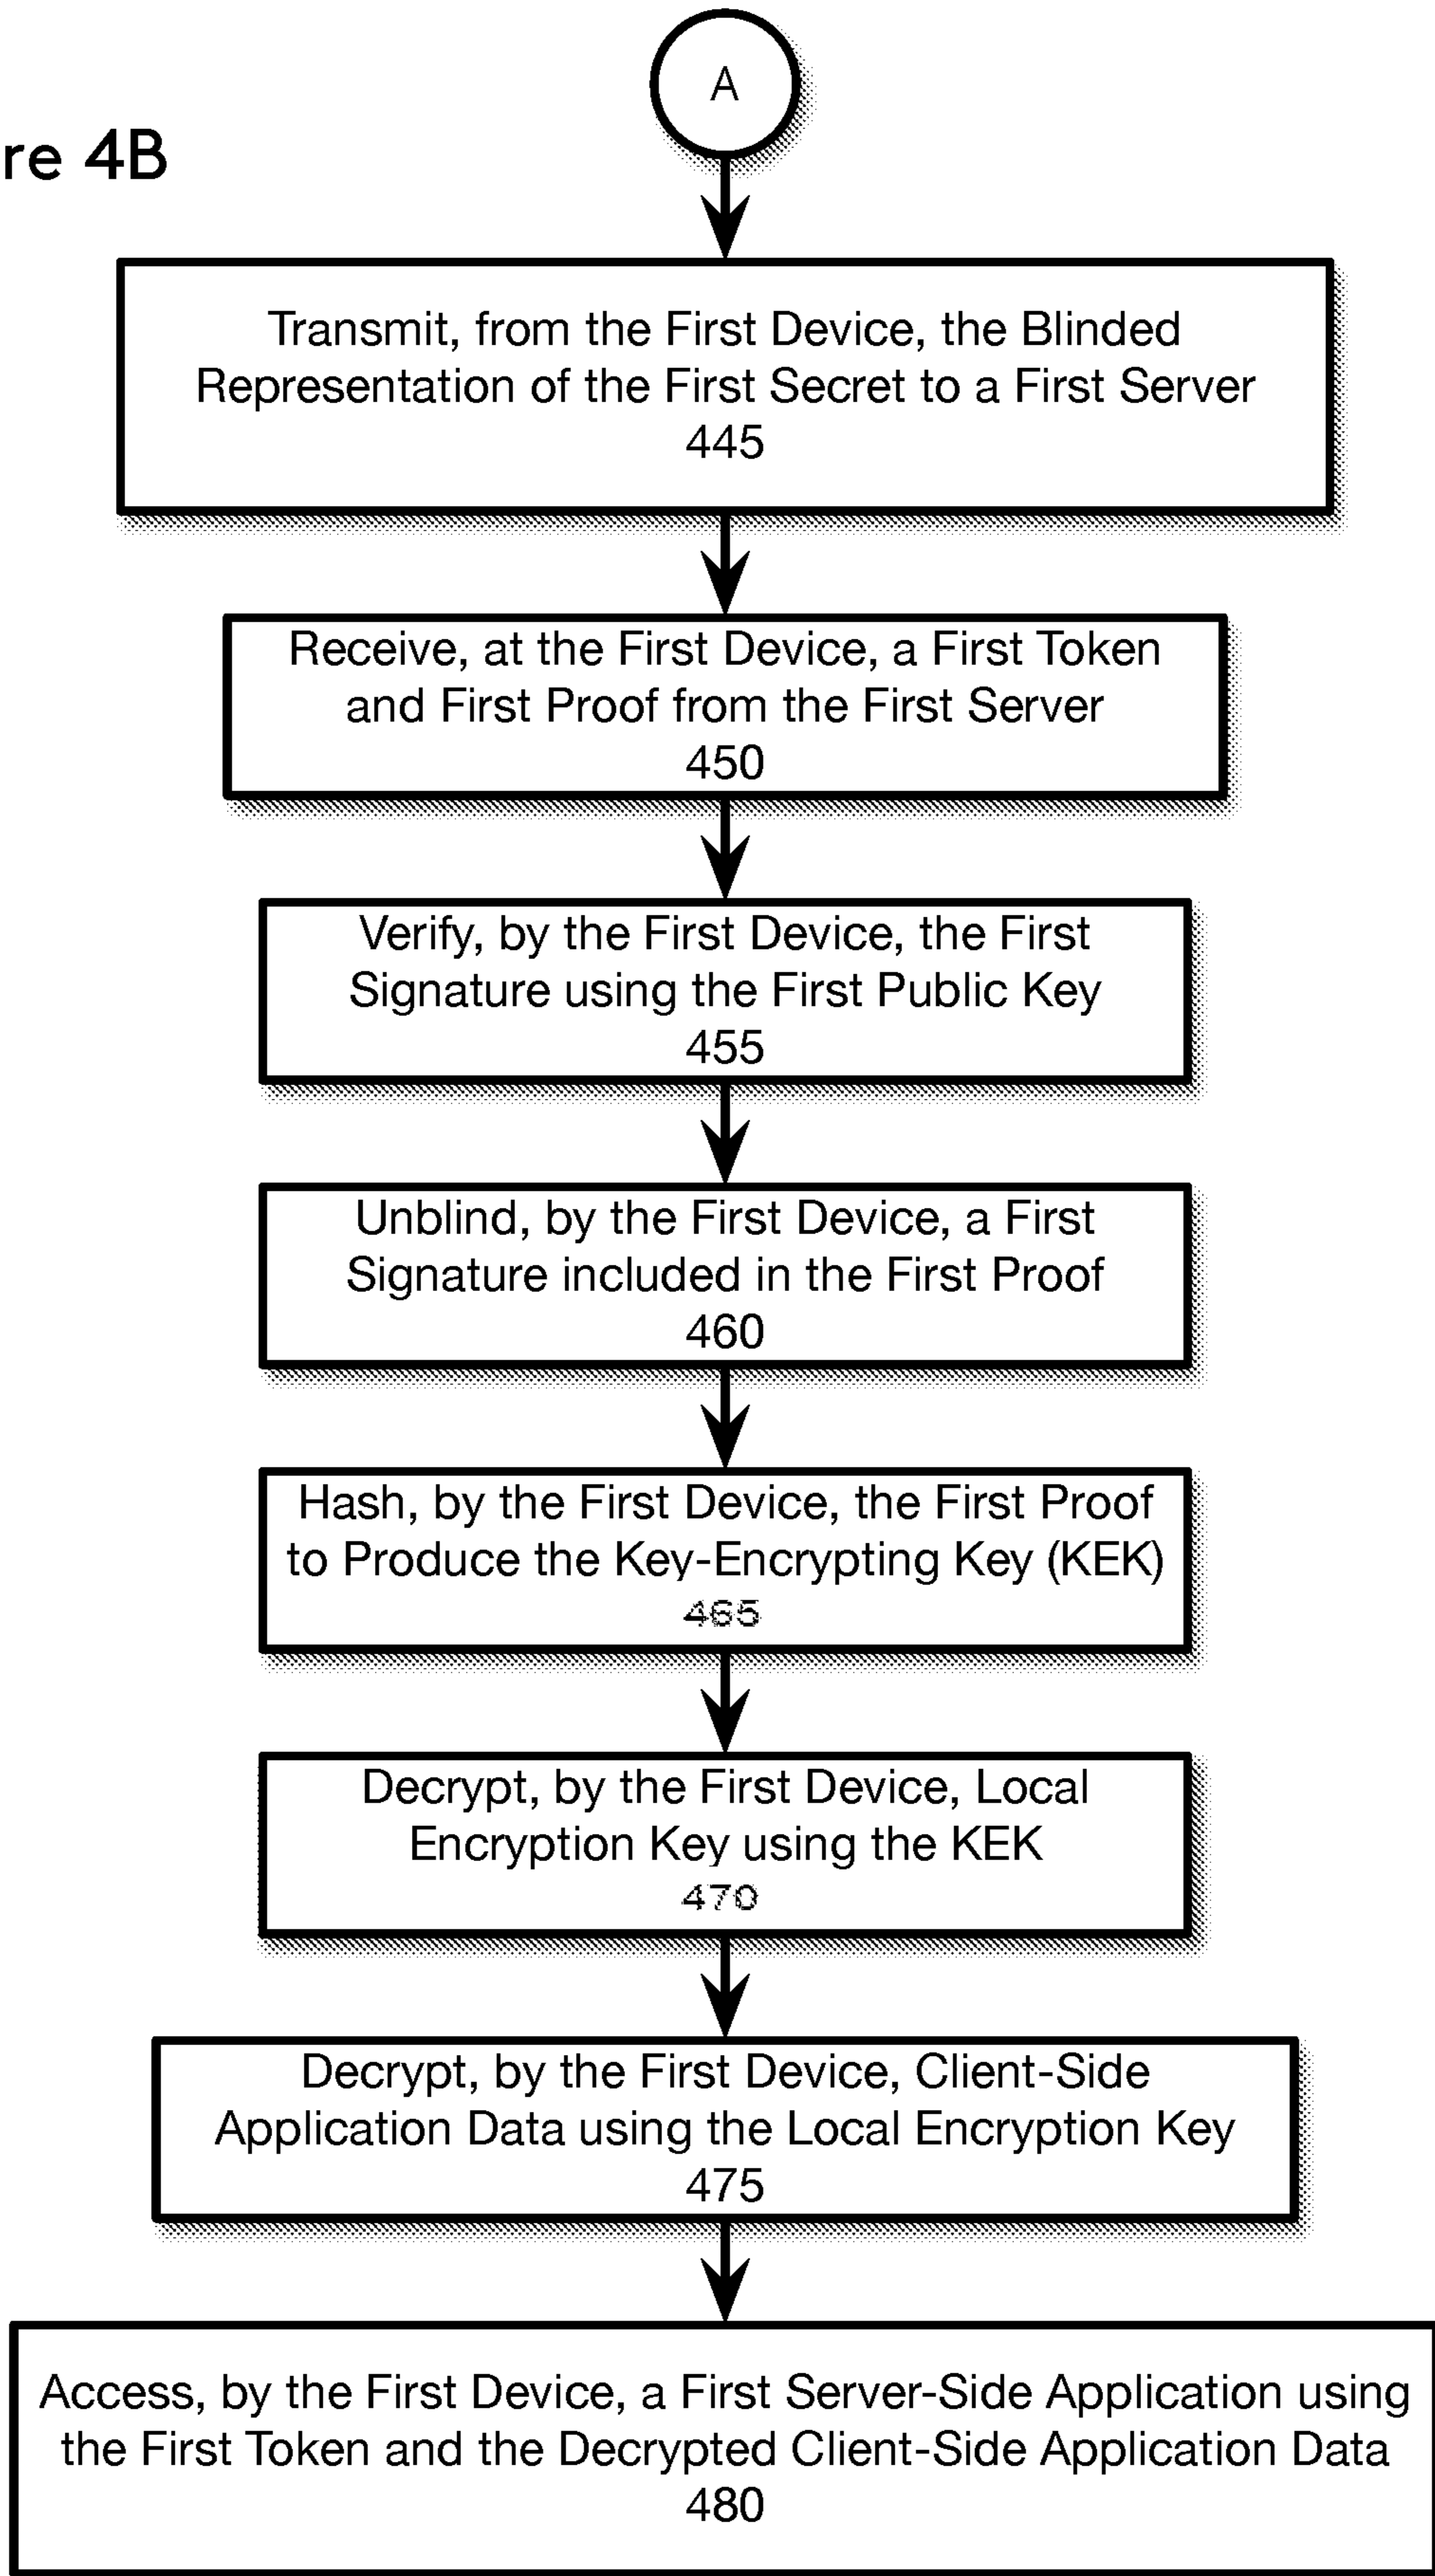 A
re 4B
Transmit, from the First Device, the Blinded
Representation of the First Secret to a First Server
445
Receive, at the First Device, a First Token
and First Proof from the First Server
450
Verify, by the First Device, the First
Signature using the First Public Key
455
Unblind, by the First Device, a First
Signature included in the First Proof
460
Hash, by the First Device, the First Proof
to Produce the Key-Encrypting Key (KEK)
465
Decrypt, by the First Device, Local
Encryption Key using the KEK
470
Decrypt, by the First Device, Client-Side
Application Data using the Local Encryption Key
475
Access, by the First Device, a First Server-Side Application using
the First Token and the Decrypted Client-Side Application Data
480